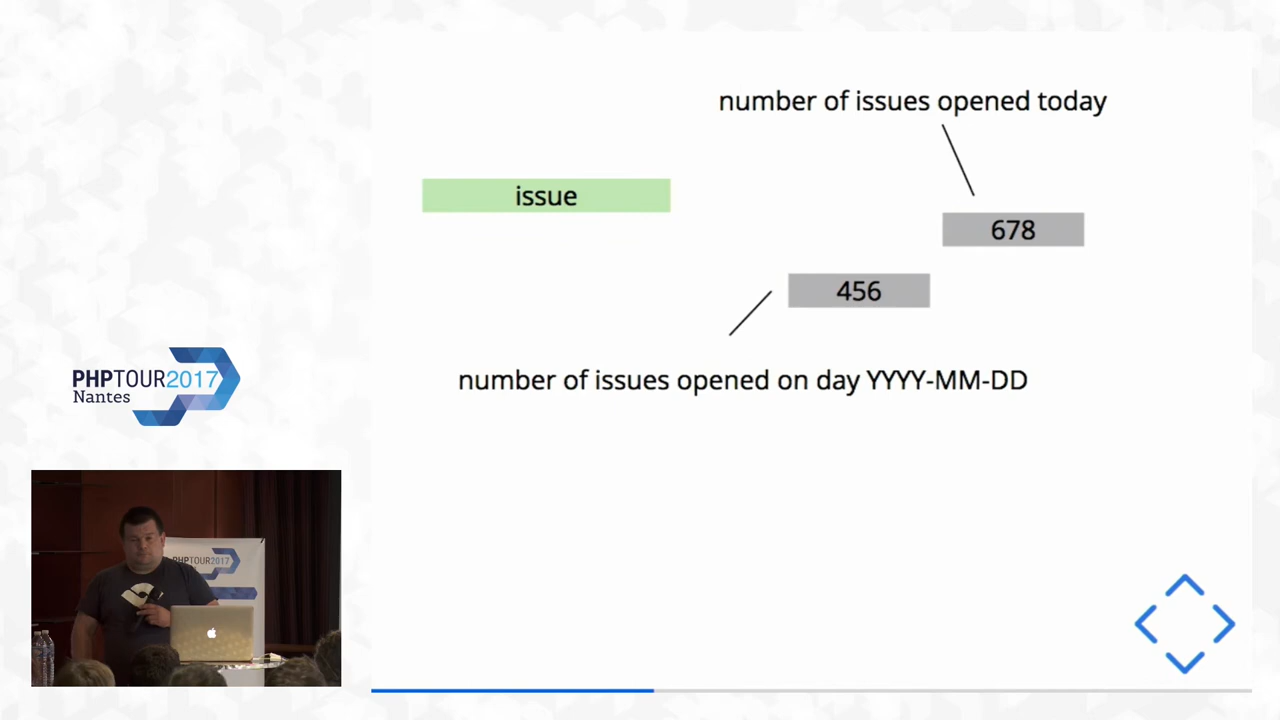 number of issues opened today
issue
678
456
number of issues opened on day YYYY-MM-DD
PHPTOUR2017
Nantes
PHPTOUR2017